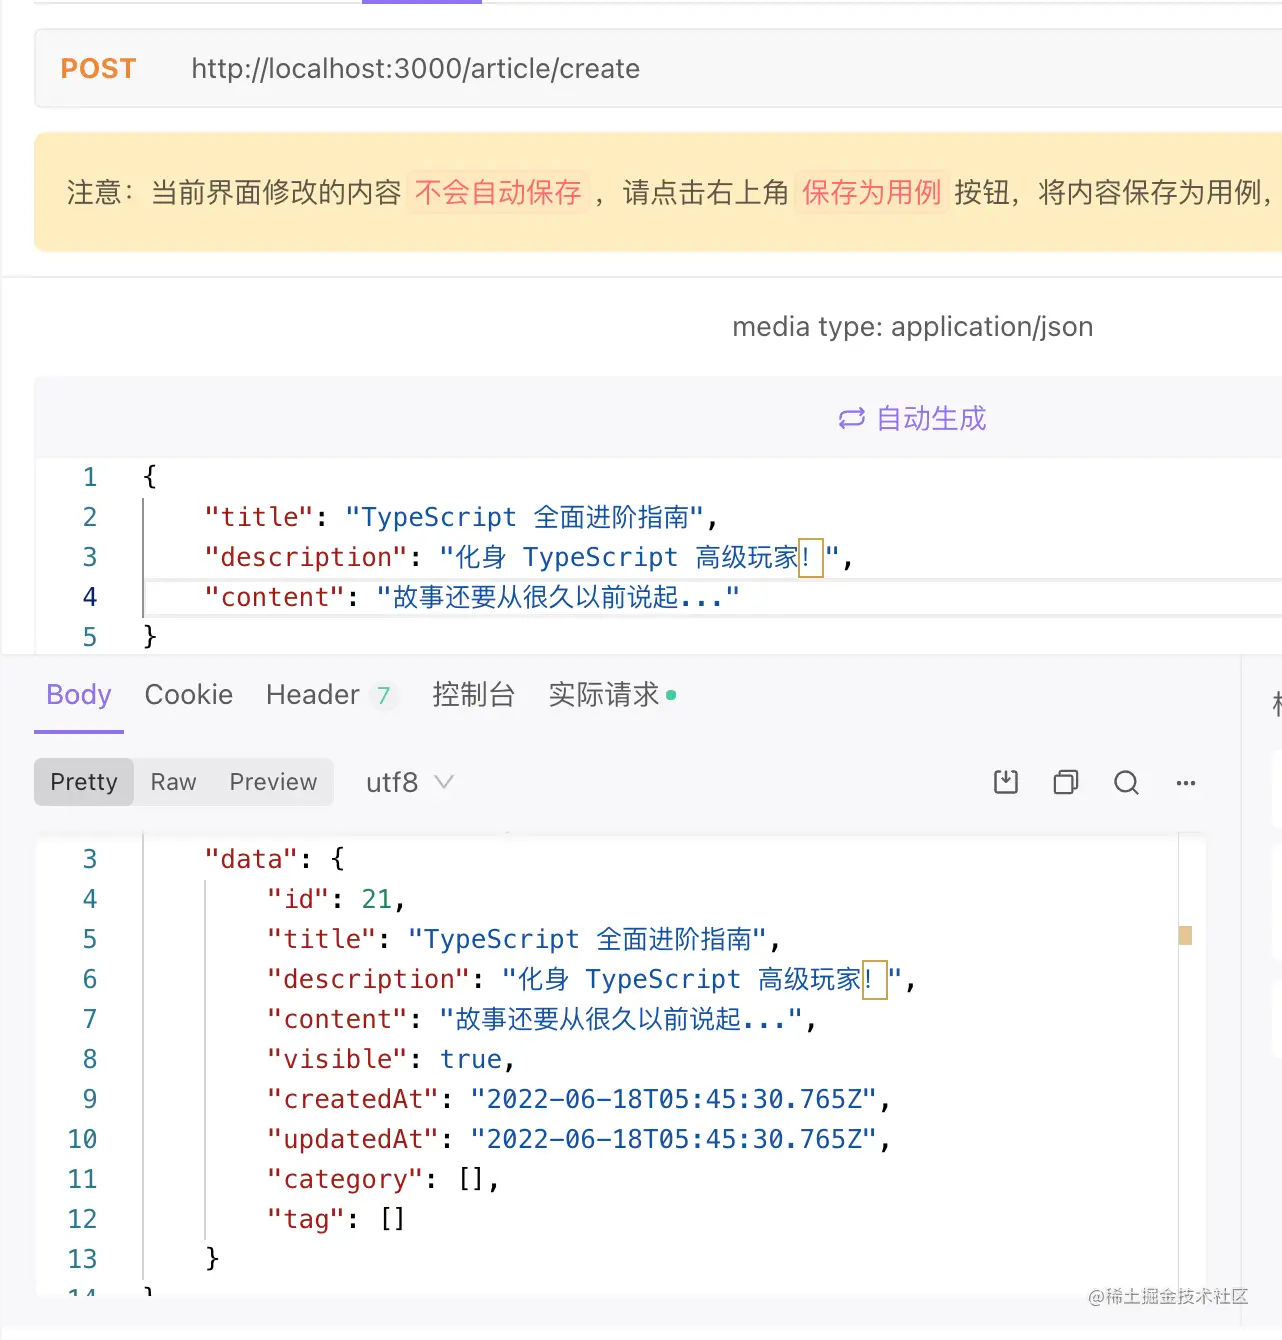 POST http://localhost:3000/article/create
注意：当前界面修改的内容 不会自动保存 ，请点击右上角 保存为用例 按钮，将内容保存为用例，
media type: application/json
自动生成
1 {
2 "title": "TypeScript 全面进阶指南",
3 "description": "化身 TypeScript 高级玩家！",
4 "content": "故事还要从很久以前说起..."
5 }
Body Cookie Header 7 控制台 实际请求
Pretty Raw Preview utf8
3 "data": {
4 "id": 21,
5 "title": "TypeScript 全面进阶指南",
6 "description": "化身 TypeScript 高级玩家！",
7 "content": "故事还要从很久以前说起...",
8 "visible": true,
9 "createdAt": "2022-06-18T05:45:30.765Z",
10 "updatedAt": "2022-06-18T05:45:30.765Z",
11 "category": [],
12 "tag": []
13 }
14 }
@稀土掘金技术社区